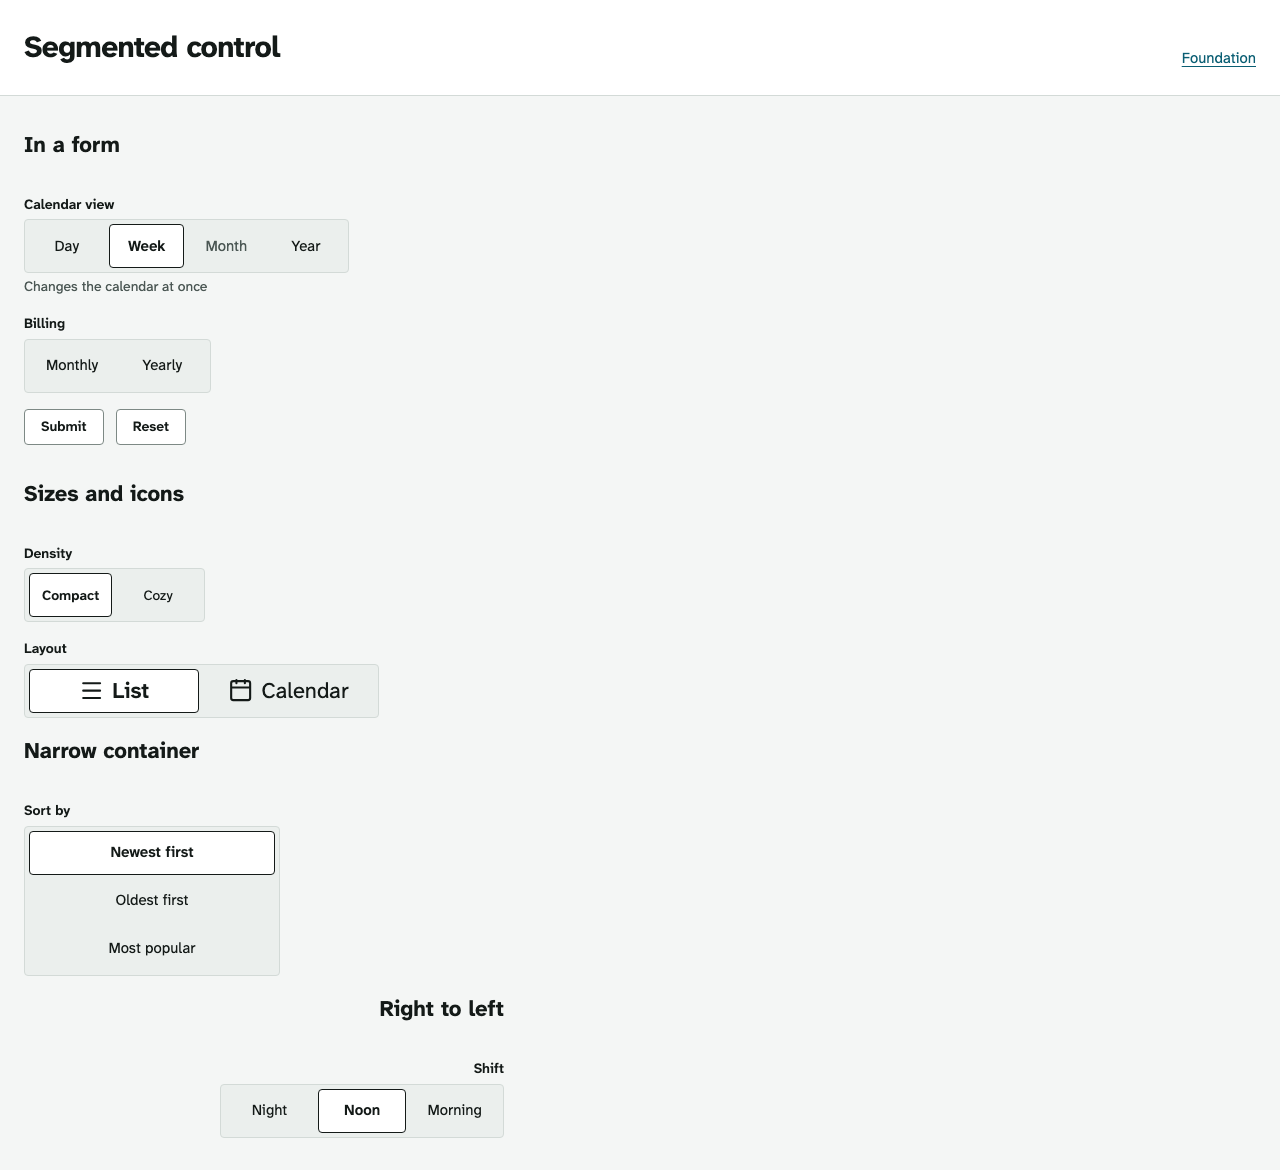 Segmented control
Foundation
In a form
Calendar view
Day Week Month Year
Changes the calendar at once
Billing
Monthly Yearly
Submit Reset
Sizes and icons
Density
Compact Cozy
Layout
List Calendar
Narrow container
Sort by
Newest first
Oldest first
Most popular
Right to left
Shift
Night Noon Morning